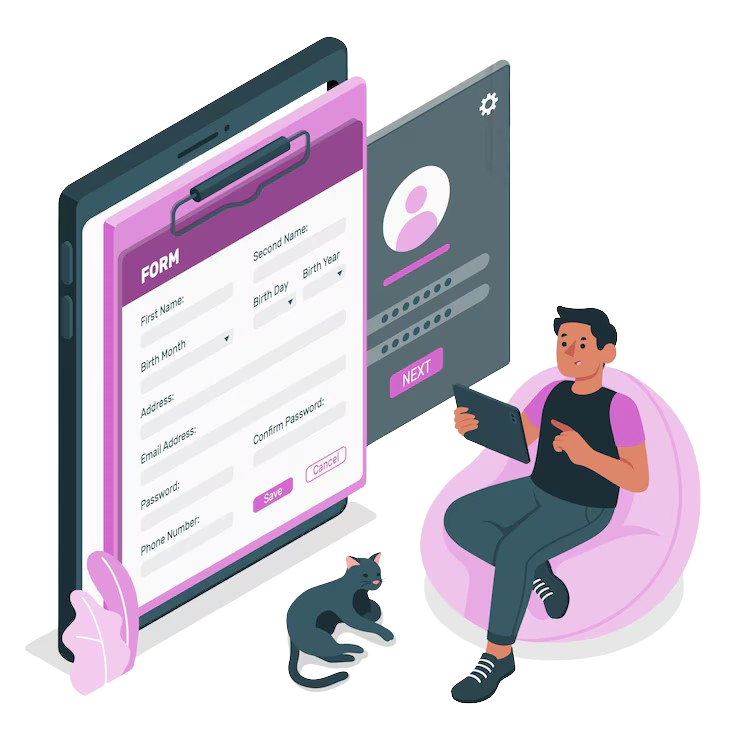 FORM
First Name:
Second Name:
Birth Month
Birth Day
Birth Year
Address:
Email Address:
Password:
Confirm Password:
Phone Number:
Save
Cancel
NEXT